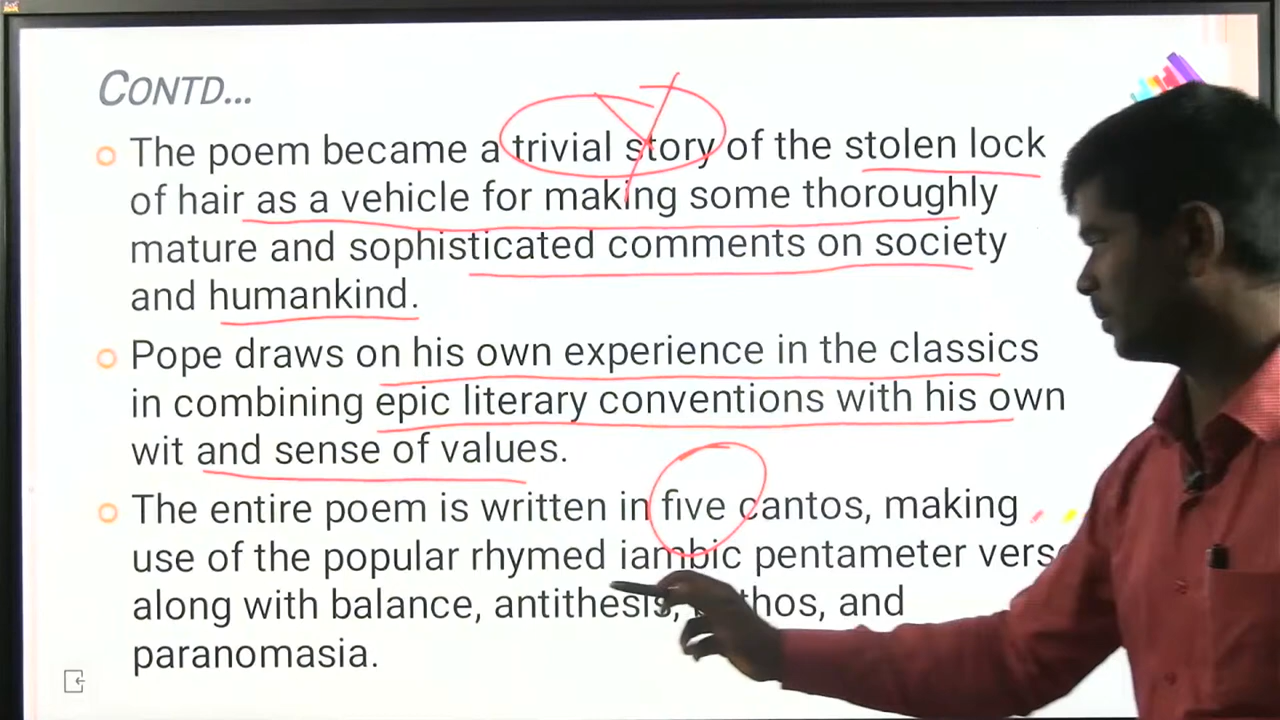 CONTD...
The poem became a trivial story of the stolen lock
of hair as a vehicle for making some thoroughly
mature and sophisticated comments on society
and humankind.
Pope draws on his own experience in the classics
in combining epic literary conventions with his own
wit and sense of values.
The entire poem is written in five cantos, making
use of the popular rhymed iambic pentameter
along with balance, antithesis, and
paranomasia.